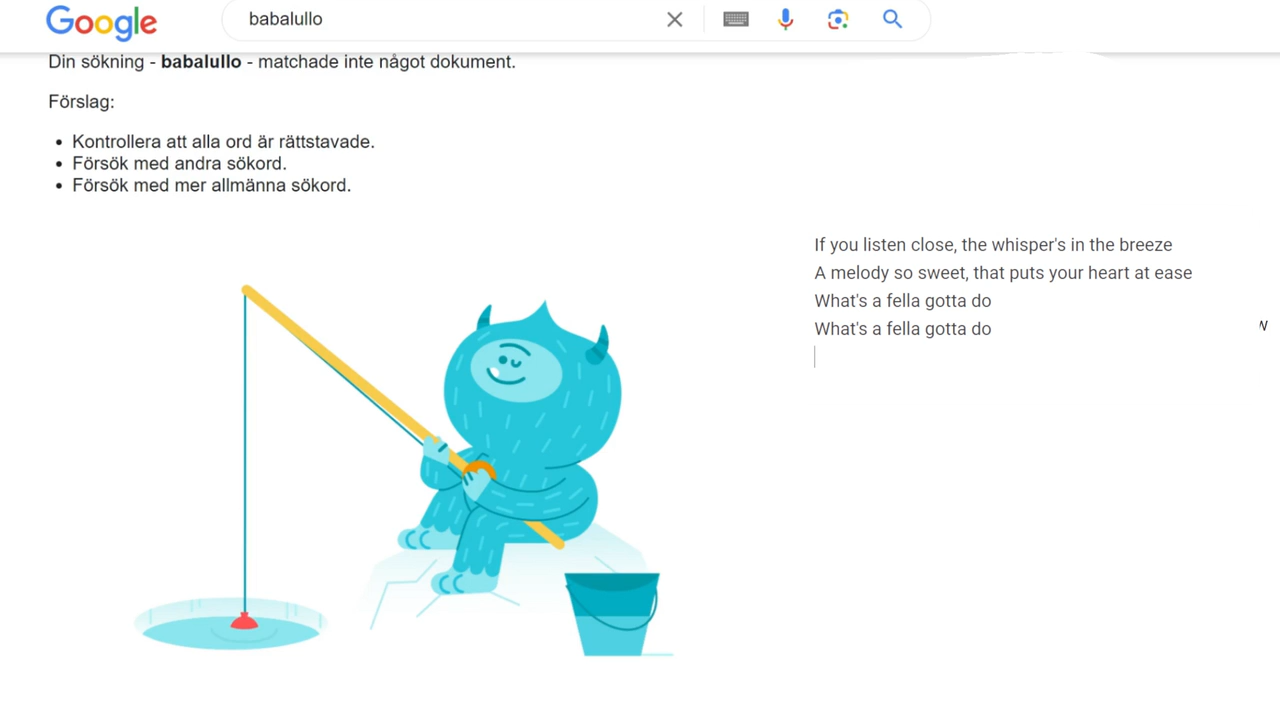 Google
babalullo
Din sökning - babalullo - matchade inte något dokument.
Förslag:
• Kontrollera att alla ord är rättstavade.
• Försök med andra sökord.
• Försök med mer allmänna sökord.
If you listen close, the whisper's in the breeze
A melody so sweet, that puts your heart at ease
What's a fella gotta do
What's a fella gotta do